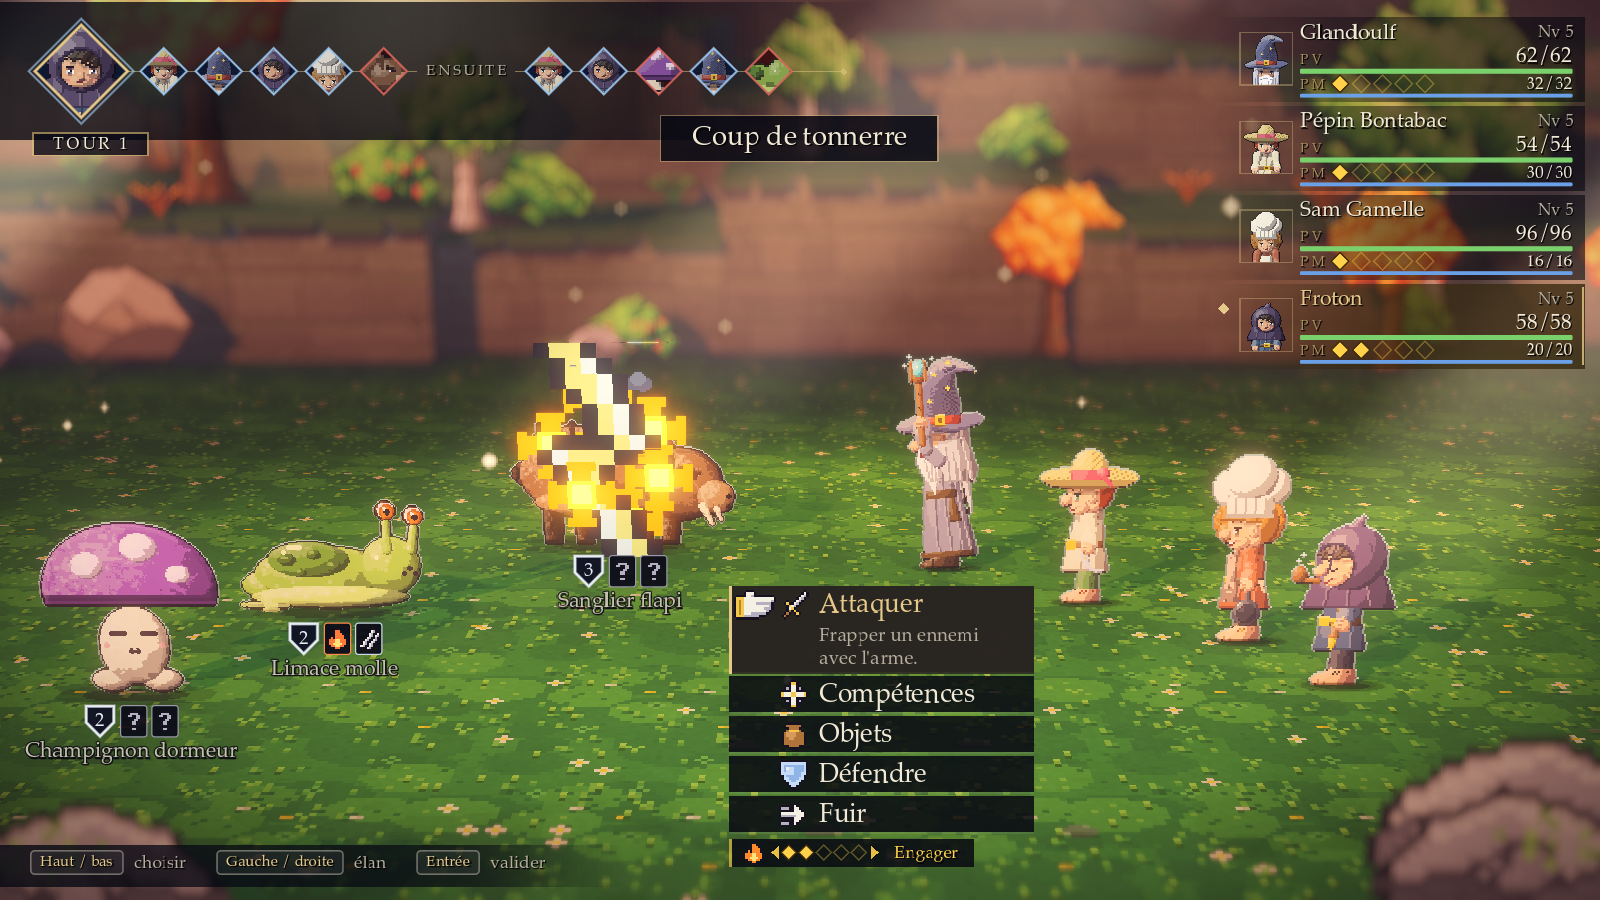 ENSUITE
TOUR 1
Coup de tonnerre
Glandoulf Nv 5
PV 62/62
PM 32/32
Pépin Bontabac Nv 5
PV 54/54
PM 30/30
Sam Gamelle Nv 5
PV 96/96
PM 16/16
Froton Nv 5
PV 58/58
PM 20/20
3 ? ?
Sanglier flapi
2
Limace molle
2 ? ?
Champignon dormeur
Attaquer
Frapper un ennemi
avec l'arme.
Compétences
Objets
Défendre
Fuir
Engager
Haut / bas choisir Gauche / droite élan Entrée valider